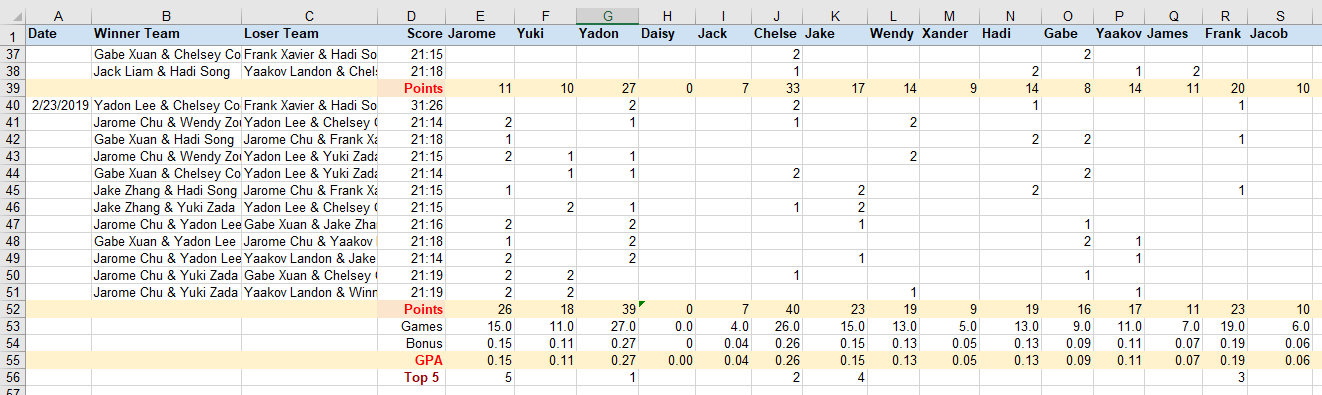 A B C D E F G H I J K L M N O P Q R S
1 Date Winner Team Loser Team Score Jarome Yuki Yadon Daisy Jack Chelse Jake Wendy Xander Hadi Gabe Yaakov James Frank Jacob
37 Gabe Xuan & Chelsey Co Frank Xavier & Hadi So 21:15 2 2
38 Jack Liam & Hadi Song Yaakov Landon & Chels 21:18 1 2 1 2
39 Points 11 10 27 0 7 33 17 14 9 14 8 14 11 20 10
40 2/23/2019 Yadon Lee & Chelsey Co Frank Xavier & Hadi So 31:26 2 2 1 1
41 Jarome Chu & Wendy Zou Yadon Lee & Chelsey C 21:14 2 1 1 2
42 Gabe Xuan & Hadi Song Jarome Chu & Frank Xa 21:18 1 2 2 1
43 Jarome Chu & Wendy Zou Yadon Lee & Yuki Zada 21:15 2 1 1 2
44 Gabe Xuan & Chelsey Co Yadon Lee & Yuki Zada 21:14 1 1 2 2
45 Jake Zhang & Hadi Song Jarome Chu & Frank Xa 21:15 1 2 2 1
46 Jake Zhang & Yuki Zada Yadon Lee & Chelsey C 21:15 2 1 1 2
47 Jarome Chu & Yadon Lee Gabe Xuan & Jake Zha 21:16 2 2 1 1
48 Gabe Xuan & Yadon Lee Jarome Chu & Yaakov 21:18 1 2 2 1
49 Jarome Chu & Yadon Lee Yaakov Landon & Jake 21:14 2 2 1 1
50 Jarome Chu & Yuki Zada Gabe Xuan & Chelsey C 21:19 2 2 1 1
51 Jarome Chu & Yuki Zada Yaakov Landon & Winn 21:19 2 2 1 1
52 Points 26 18 39 0 7 40 23 19 9 19 16 17 11 23 10
53 Games 15.0 11.0 27.0 0.0 4.0 26.0 15.0 13.0 5.0 13.0 9.0 11.0 7.0 19.0 6.0
54 Bonus 0.15 0.11 0.27 0 0.04 0.26 0.15 0.13 0.05 0.13 0.09 0.11 0.07 0.19 0.06
55 GPA 0.15 0.11 0.27 0.00 0.04 0.26 0.15 0.13 0.05 0.13 0.09 0.11 0.07 0.19 0.06
56 Top 5 5 1 2 4 3